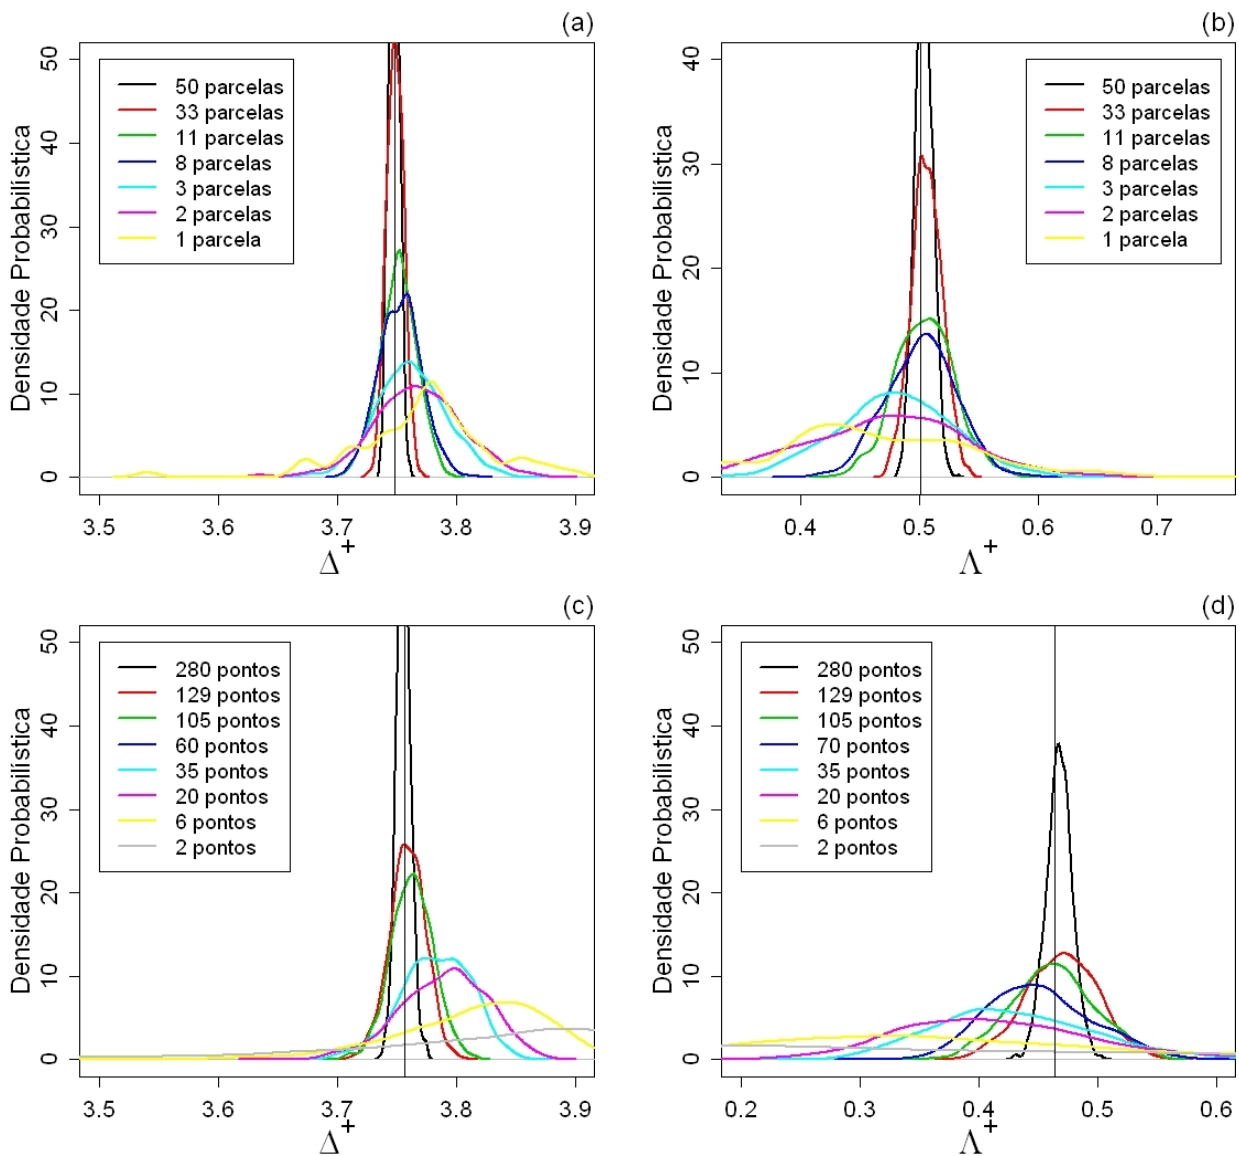 (a)
50 parcelas
33 parcelas
11 parcelas
8 parcelas
3 parcelas
2 parcelas
1 parcela
Densidade Probabilística
0 10 20 30 40 50
3.5 3.6 3.7 3.8 3.9
Δ+
(b)
50 parcelas
33 parcelas
11 parcelas
8 parcelas
3 parcelas
2 parcelas
1 parcela
Densidade Probabilística
0 10 20 30 40
0.4 0.5 0.6 0.7
Λ+
(c)
280 pontos
129 pontos
105 pontos
60 pontos
35 pontos
20 pontos
6 pontos
2 pontos
Densidade Probabilística
0 10 20 30 40 50
3.5 3.6 3.7 3.8 3.9
Δ+
(d)
280 pontos
129 pontos
105 pontos
70 pontos
35 pontos
20 pontos
6 pontos
2 pontos
Densidade Probabilística
0 10 20 30 40 50
0.2 0.3 0.4 0.5 0.6
Λ+